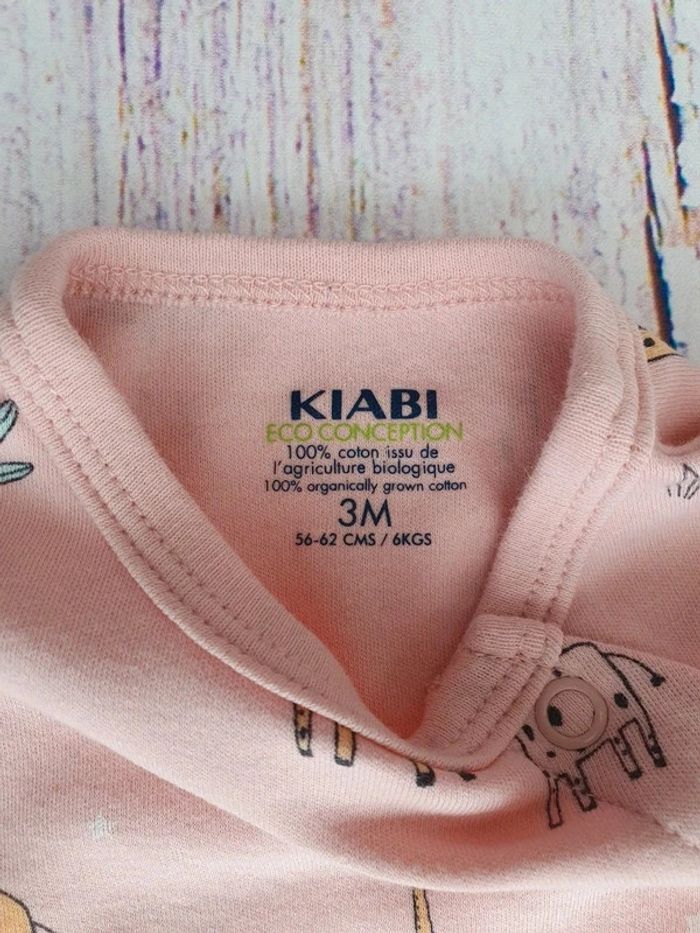 KIABI
ECO CONCEPTION
100% coton issu de
l'agriculture biologique
100% organically grown cotton
3M
56-62 CMS / 6KGS